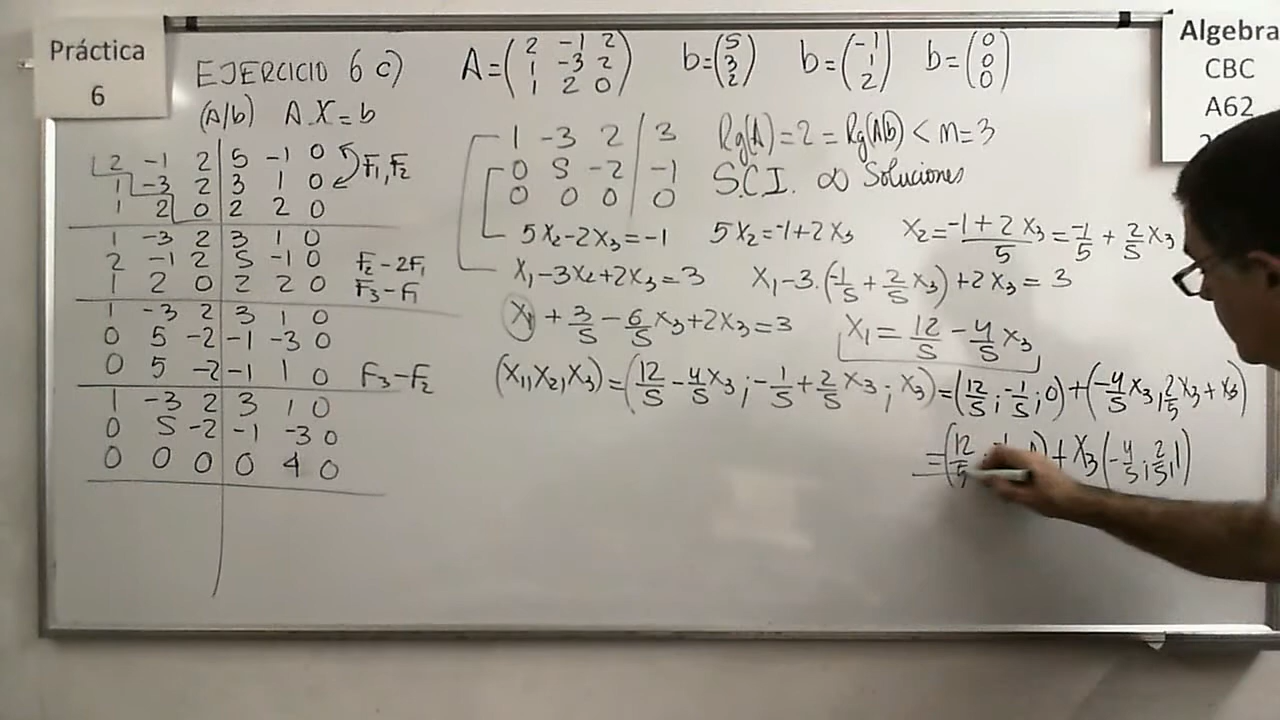 Práctica
6
EJERCICIO 6 c)
A = ( 2 -1 2
1 -3 2
1 2 0 )
b = ( 5
3
2 )
b = ( -1
1
2 )
b = ( 0
0
0 )
Algebra
CBC
A62
(A/b) A.X = b
2 -1 2 | 5 -1 0
1 -3 2 | 3 1 0 F₁,F₂
1 2 0 | 2 2 0
1 -3 2 | 3 1 0
2 -1 2 | 5 -1 0 F₂-2F₁
1 2 0 | 2 2 0 F₃-F₁
1 -3 2 | 3 1 0
0 5 -2 | -1 -3 0
0 5 -2 | -1 1 0 F₃-F₂
1 -3 2 | 3 1 0
0 5 -2 | -1 -3 0
0 0 0 | 0 4 0
1 -3 2 | 3 Rg(A) = 2 = Rg(A/b) < n = 3
0 5 -2 | -1 S.C.I. ∞ Soluciones
0 0 0 | 0
5X₂-2X₃ = -1 5X₂ = -1+2X₃ X₂ = (-1+2X₃)/5 = -1/5 + 2/5 X₃
X₁-3X₂+2X₃ = 3 X₁-3.(-1/5 + 2/5 X₃) + 2X₃ = 3
X₁ + 3/5 - 6/5 X₃ + 2X₃ = 3 X₁ = 12/5 - 4/5 X₃
(X₁,X₂,X₃) = (12/5 - 4/5 X₃ ; -1/5 + 2/5 X₃ ; X₃) = (12/5 ; -1/5 ; 0) + (-4/5 X₃, 2/5 X₃ + X₃)
= (12/5 ) + X₃ (-4/5 ; 2/5 , 1)